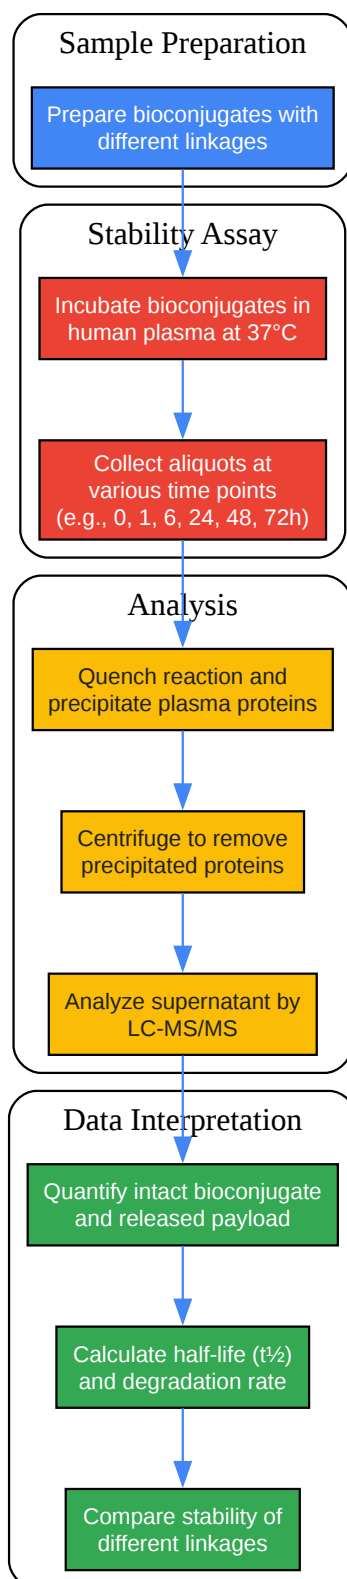 Sample Preparation
Prepare bioconjugates with
different linkages
Stability Assay
Incubate bioconjugates in
human plasma at 37°C
Collect aliquots at
various time points
(e.g., 0, 1, 6, 24, 48, 72h)
Analysis
Quench reaction and
precipitate plasma proteins
Centrifuge to remove
precipitated proteins
Analyze supernatant by
LC-MS/MS
Data Interpretation
Quantify intact bioconjugate
and released payload
Calculate half-life (t½)
and degradation rate
Compare stability of
different linkages